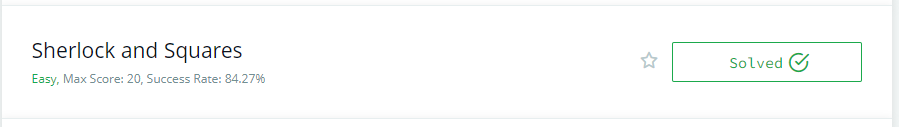 Sherlock and Squares
Solved
Easy, Max Score: 20, Success Rate: 84.27%